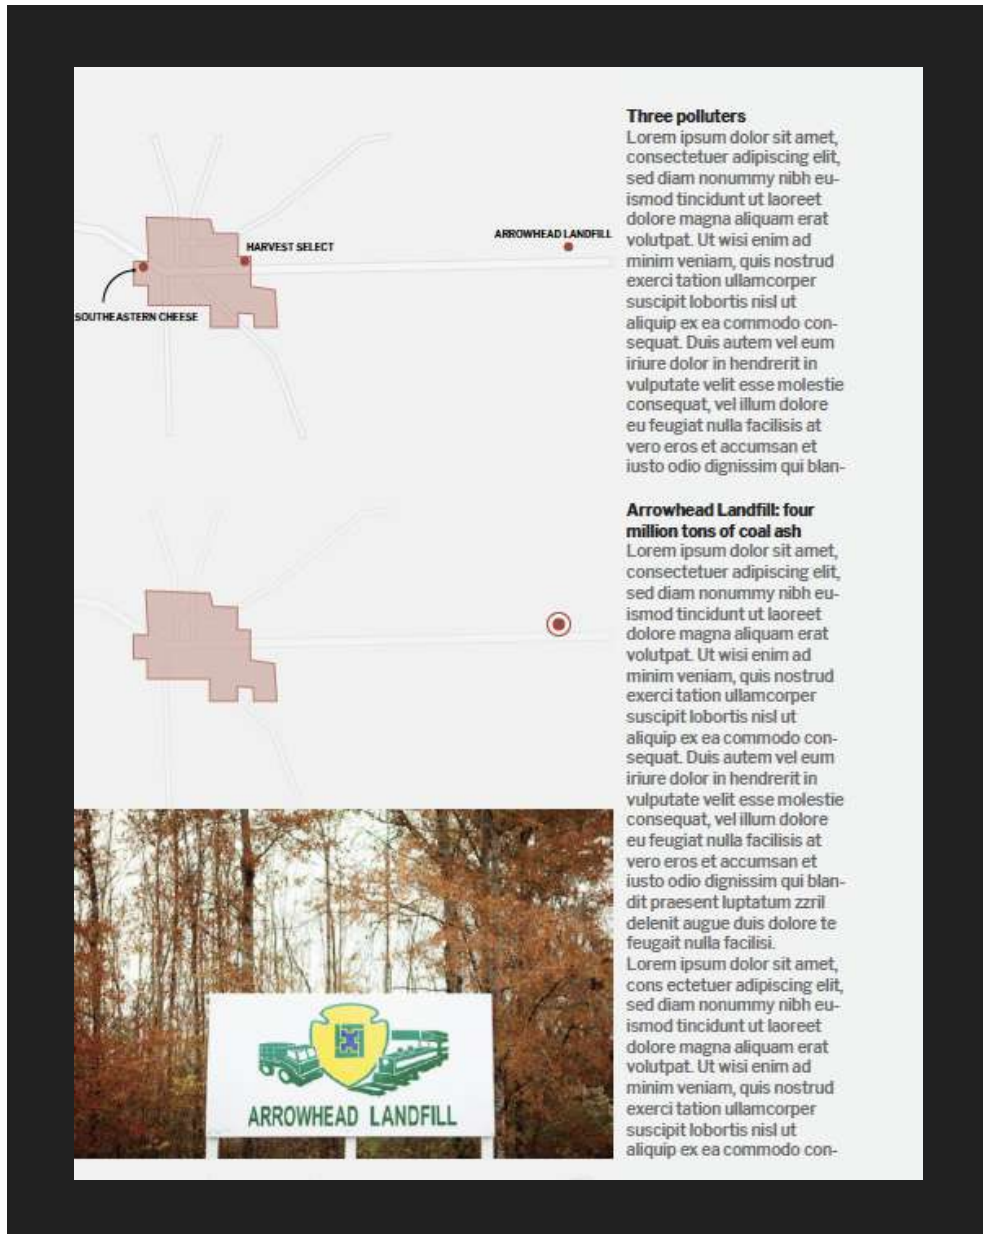 Three polluters
Lorem ipsum dolor sit amet,
consectetuer adipiscing elit,
sed diam nonummy nibh eu-
ismod tincidunt ut laoreet
dolore magna aliquam erat
volutpat. Ut wisi enim ad
minim veniam, quis nostrud
exerci tation ullamcorper
suscipit lobortis nisl ut
aliquip ex ea commodo con-
sequat. Duis autem vel eum
iriure dolor in hendrerit in
vulputate velit esse molestie
consequat, vel illum dolore
eu feugiat nulla facilisis at
vero eros et accumsan et
iusto odio dignissim qui blan-
HARVEST SELECT
ARROWHEAD LANDFILL
SOUTHEASTERN CHEESE
Arrowhead Landfill: four
million tons of coal ash
Lorem ipsum dolor sit amet,
consectetuer adipiscing elit,
sed diam nonummy nibh eu-
ismod tincidunt ut laoreet
dolore magna aliquam erat
volutpat. Ut wisi enim ad
minim veniam, quis nostrud
exerci tation ullamcorper
suscipit lobortis nisl ut
aliquip ex ea commodo con-
sequat. Duis autem vel eum
iriure dolor in hendrerit in
vulputate velit esse molestie
consequat, vel illum dolore
eu feugiat nulla facilisis at
vero eros et accumsan et
iusto odio dignissim qui blan-
dit praesent luptatum zzril
delenit augue duis dolore te
feugait nulla facilisi.
Lorem ipsum dolor sit amet,
cons ectetuer adipiscing elit,
sed diam nonummy nibh eu-
ismod tincidunt ut laoreet
dolore magna aliquam erat
volutpat. Ut wisi enim ad
minim veniam, quis nostrud
exerci tation ullamcorper
suscipit lobortis nisl ut
aliquip ex ea commodo con-
ARROWHEAD LANDFILL